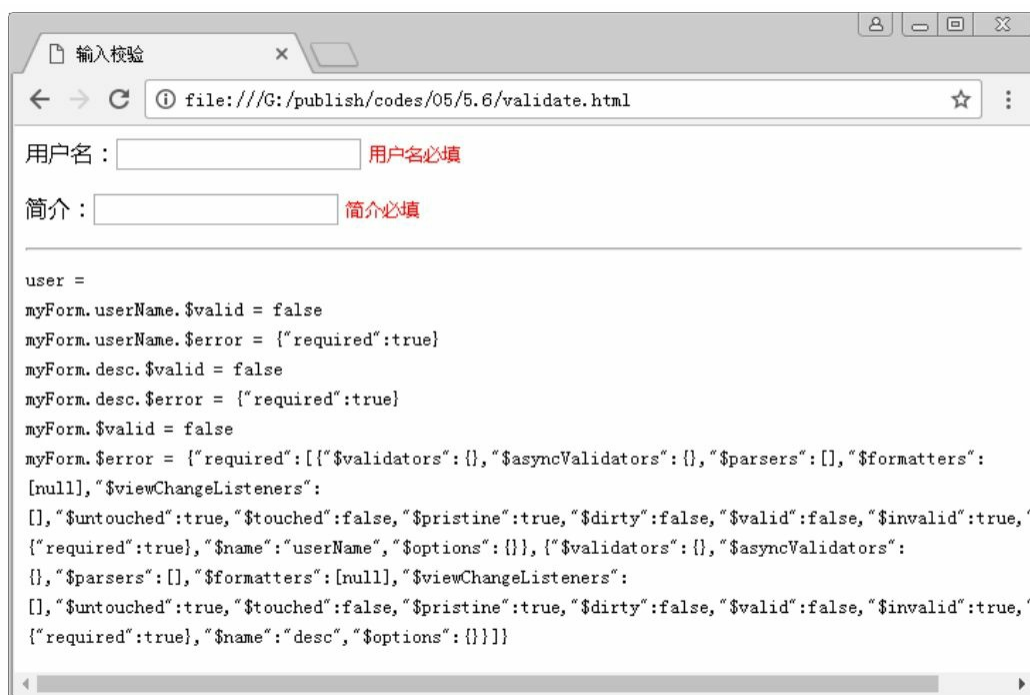 输入校验
file:///G:/publish/codes/05/5.6/validate.html
用户名：  用户名必填
简介：  简介必填
user =
myForm.userName.$valid = false
myForm.userName.$error = {"required":true}
myForm.desc.$valid = false
myForm.desc.$error = {"required":true}
myForm.$valid = false
myForm.$error = {"required":[{"$validators":{},"$asyncValidators":{},"$parsers":[],"$formatters":
[null],"$viewChangeListeners":
[],"$untouched":true,"$touched":false,"$pristine":true,"$dirty":false,"$valid":false,"$invalid":true,"
{"required":true},"$name":"userName","$options":{}},{"$validators":{},"$asyncValidators":
{},"$parsers":[],"$formatters":[null],"$viewChangeListeners":
[],"$untouched":true,"$touched":false,"$pristine":true,"$dirty":false,"$valid":false,"$invalid":true,"
{"required":true},"$name":"desc","$options":{}}]}